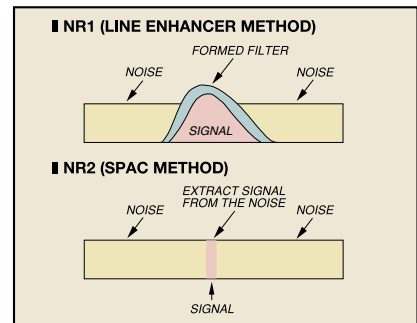 NR1 (LINE ENHANCER METHOD)
FORMED FILTER
NOISE NOISE
SIGNAL
NR2 (SPAC METHOD)
EXTRACT SIGNAL
FROM THE NOISE
NOISE NOISE
SIGNAL